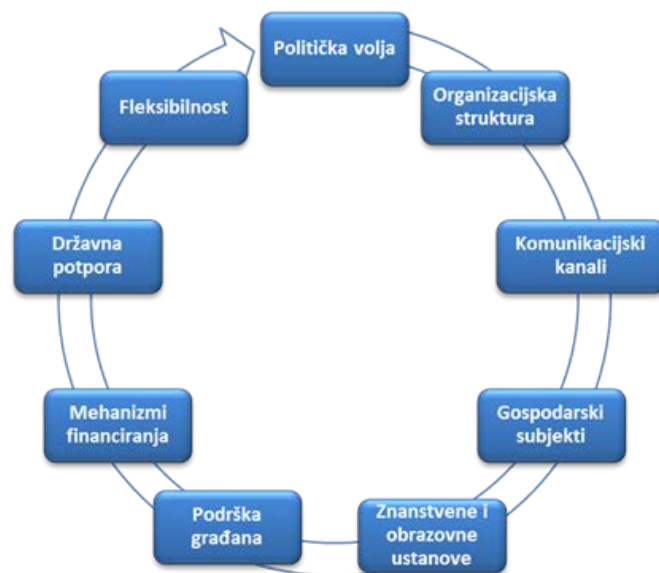 Politička volja
Organizacijska
struktura
Komunikacijski
kanali
Gospodarski
subjekti
Znanstvene i
obrazovne
ustanove
Podrška
građana
Mehanizmi
financiranja
Državna
potpora
Fleksibilnost